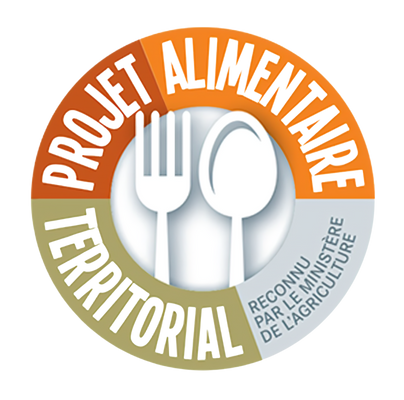 PROJET ALIMENTAIRE
TERRITORIAL
RECONNU
PAR LE MINISTÈRE
DE L'AGRICULTURE